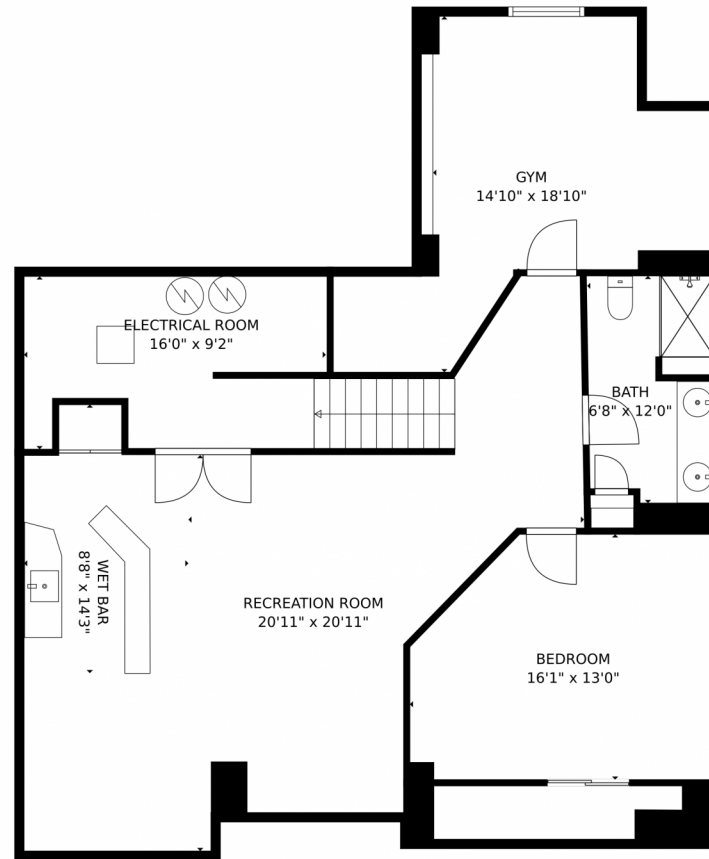 GYM
14'10" x 18'10"
ELECTRICAL ROOM
16'0" x 9'2"
BATH
6'8" x 12'0"
WET BAR
8'8" x 14'3"
RECREATION ROOM
20'11" x 20'11"
BEDROOM
16'1" x 13'0"